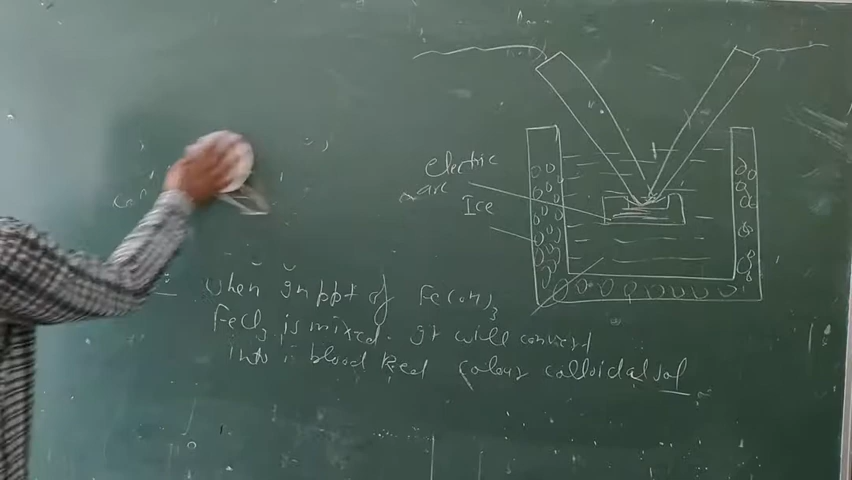 electric
arc
Ice
when in ppt of Fe(OH)3
FeCl3 is mixed. It will convert
into blood Red colour colloidal sol